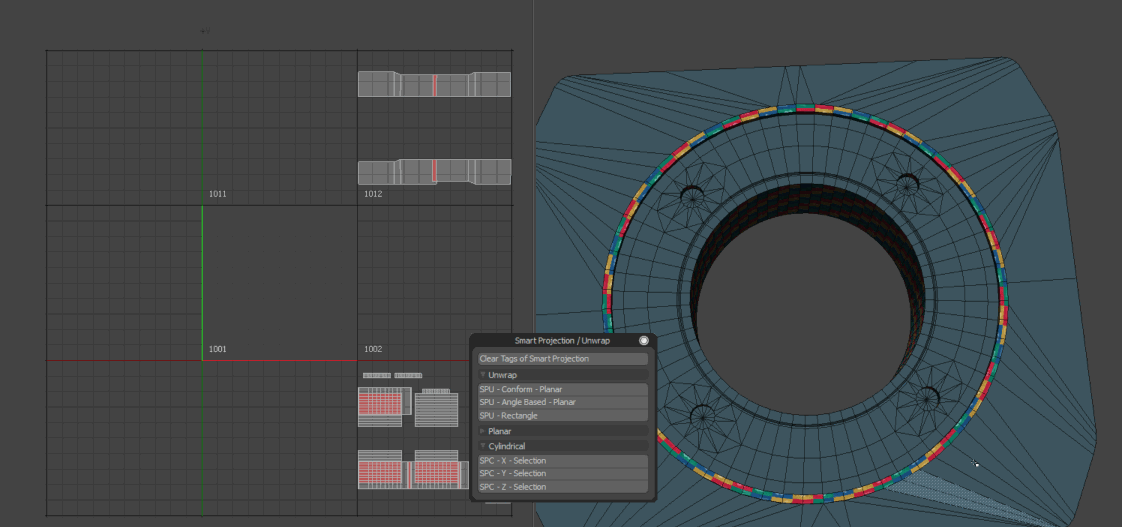 1011
1012
1001
1002
Smart Projection / Unwrap
Clear Tags of Smart Projection
Unwrap
SPU - Conform - Planar
SPU - Angle Based - Planar
SPU - Rectangle
Planar
Cylindrical
SPC - X - Selection
SPC - Y - Selection
SPC - Z - Selection